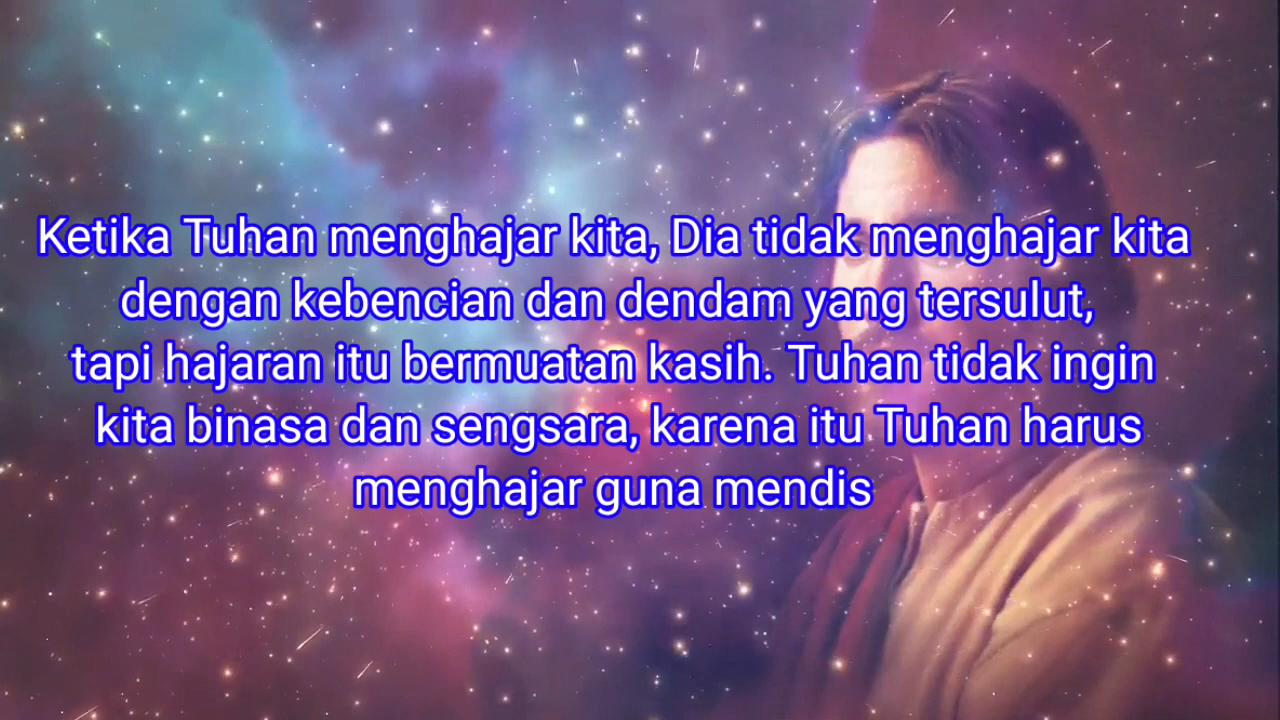 Ketika Tuhan menghajar kita, Dia tidak menghajar kita
dengan kebencian dan dendam yang tersulut,
tapi hajaran itu bermuatan kasih. Tuhan tidak ingin
kita binasa dan sengsara, karena itu Tuhan harus
menghajar guna mendis